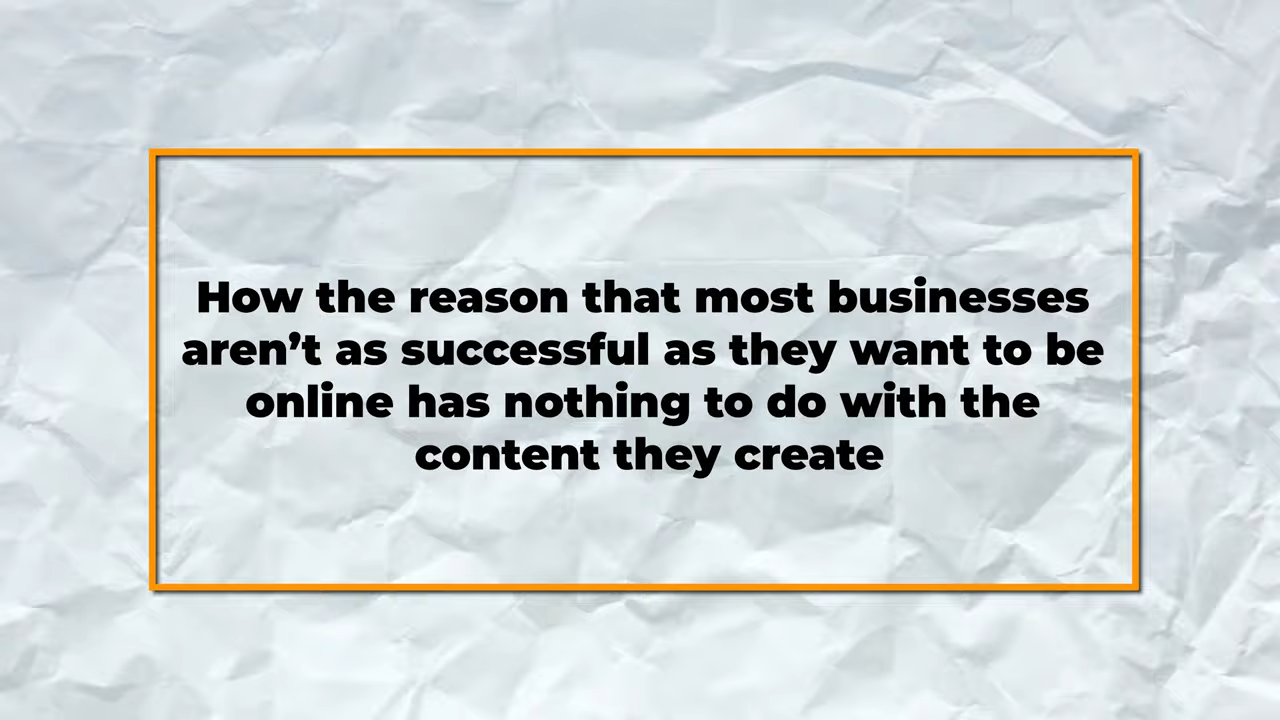 How the reason that most businesses
aren’t as successful as they want to be
online has nothing to do with the
content they create